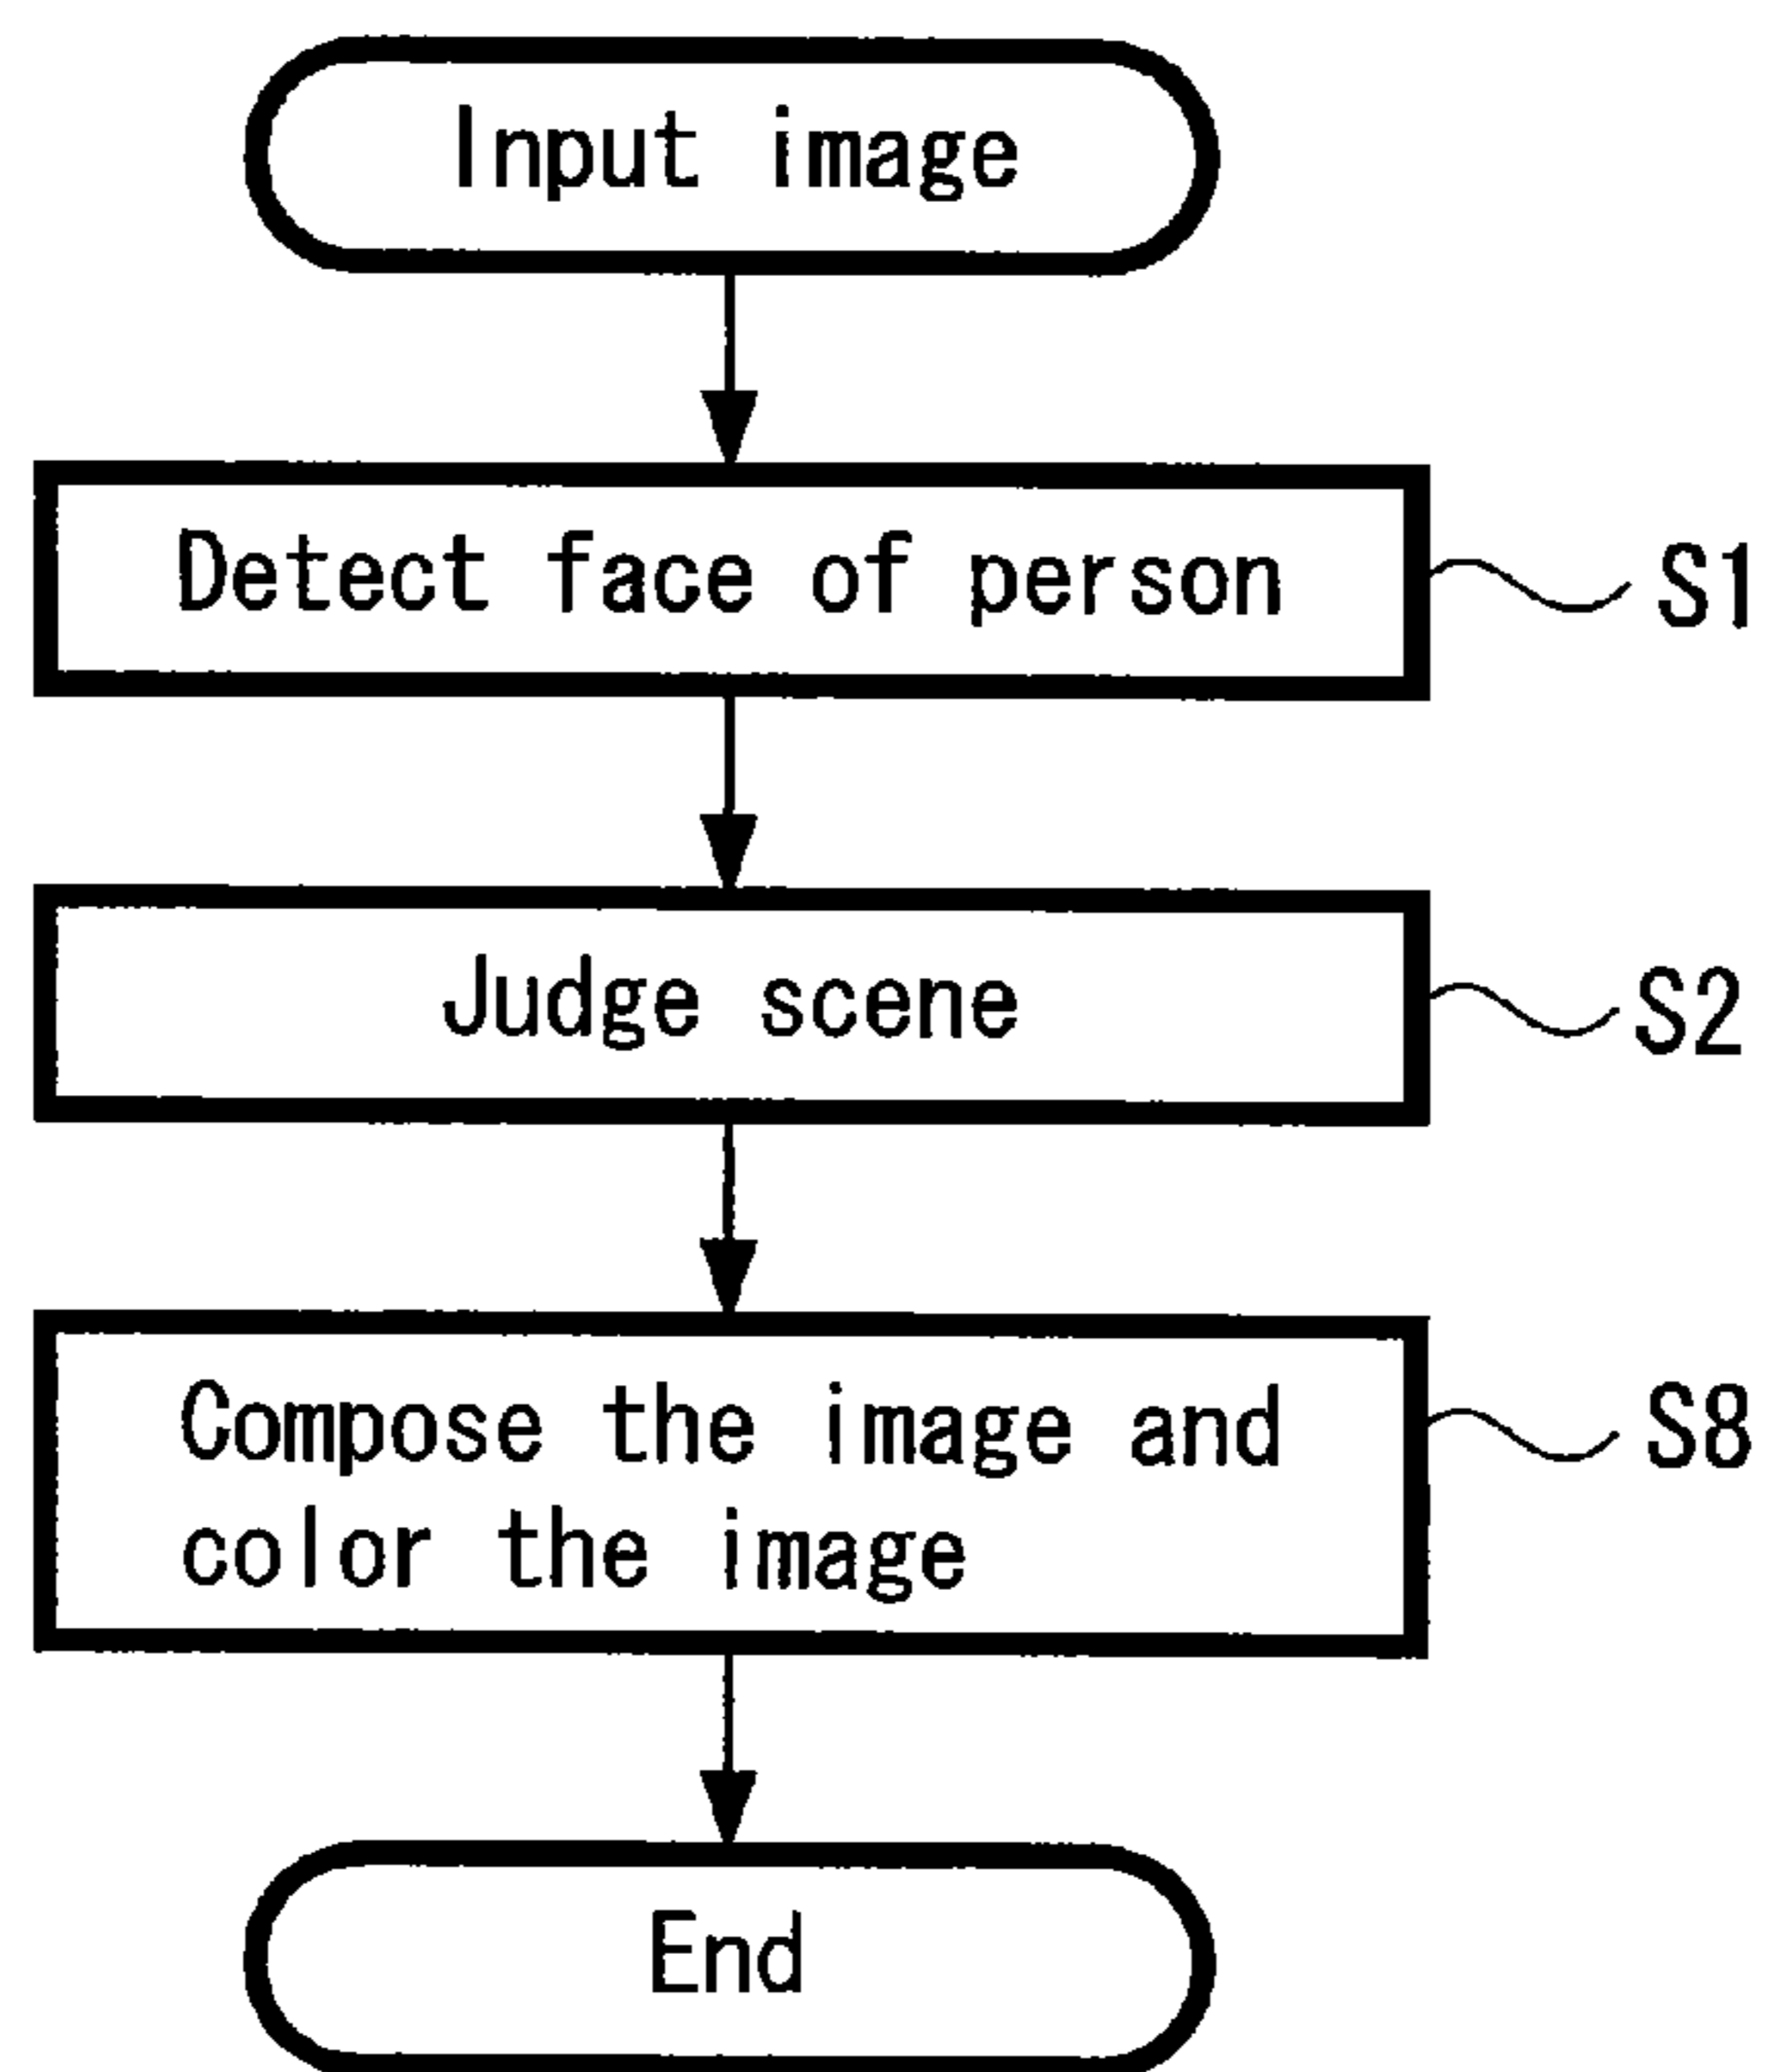 Input image
Detect face of person
S1
Judge scene
S2
Compose the image and
S8
color the image
End